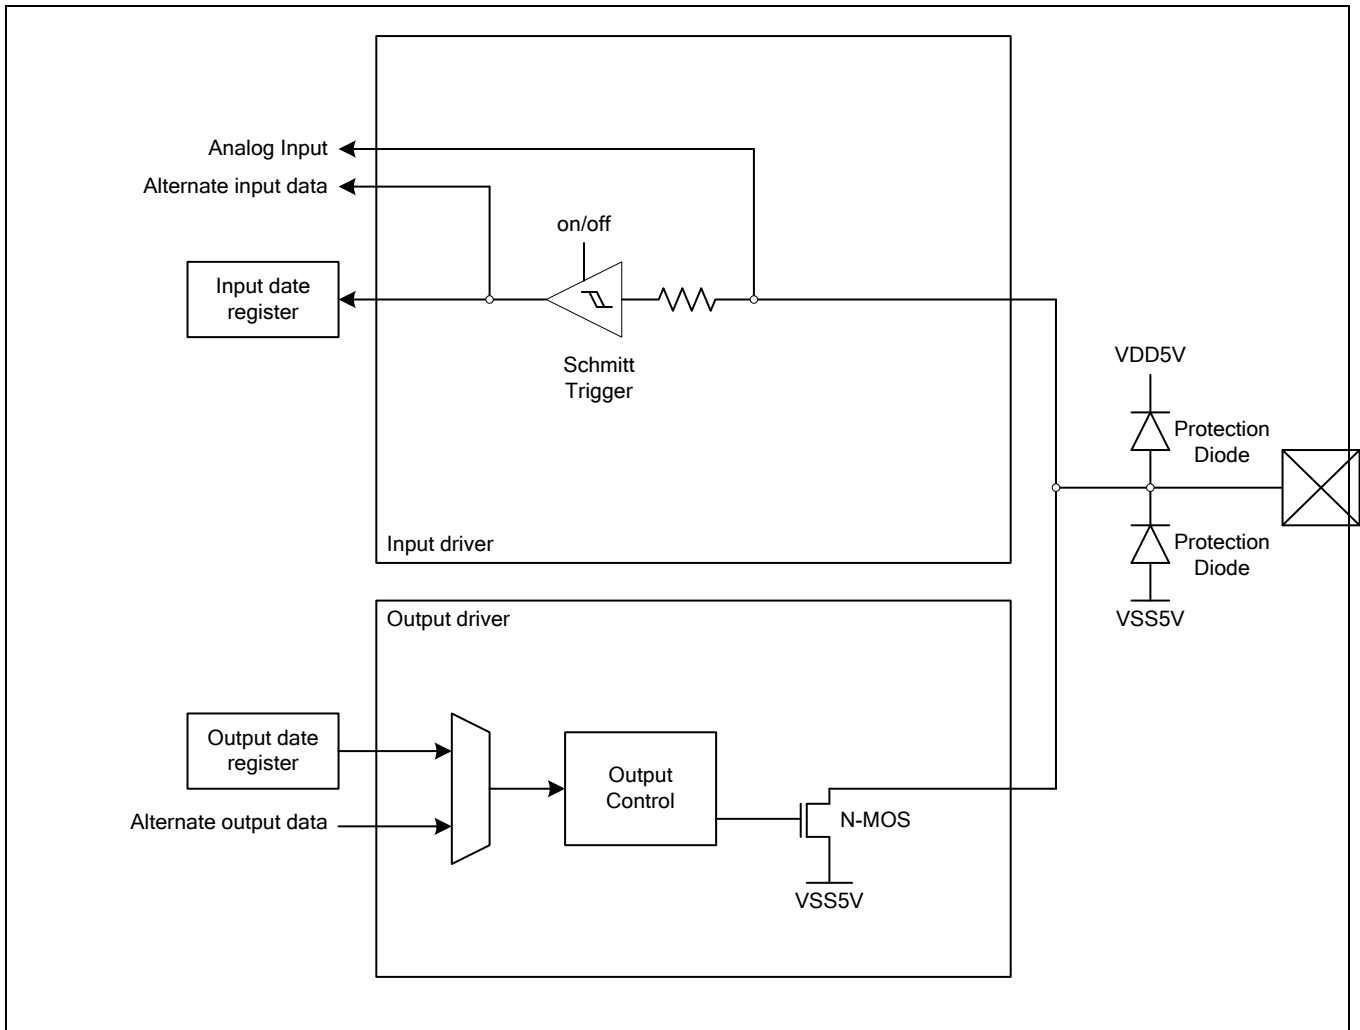 Analog Input
Alternate input data
on/off
Input date
register
Schmitt
Trigger
VDD5V
Protection
Diode
Input driver
Protection
Diode
VSS5V
Output driver
Output date
register
Output
Control
Alternate output data
N-MOS
VSS5V